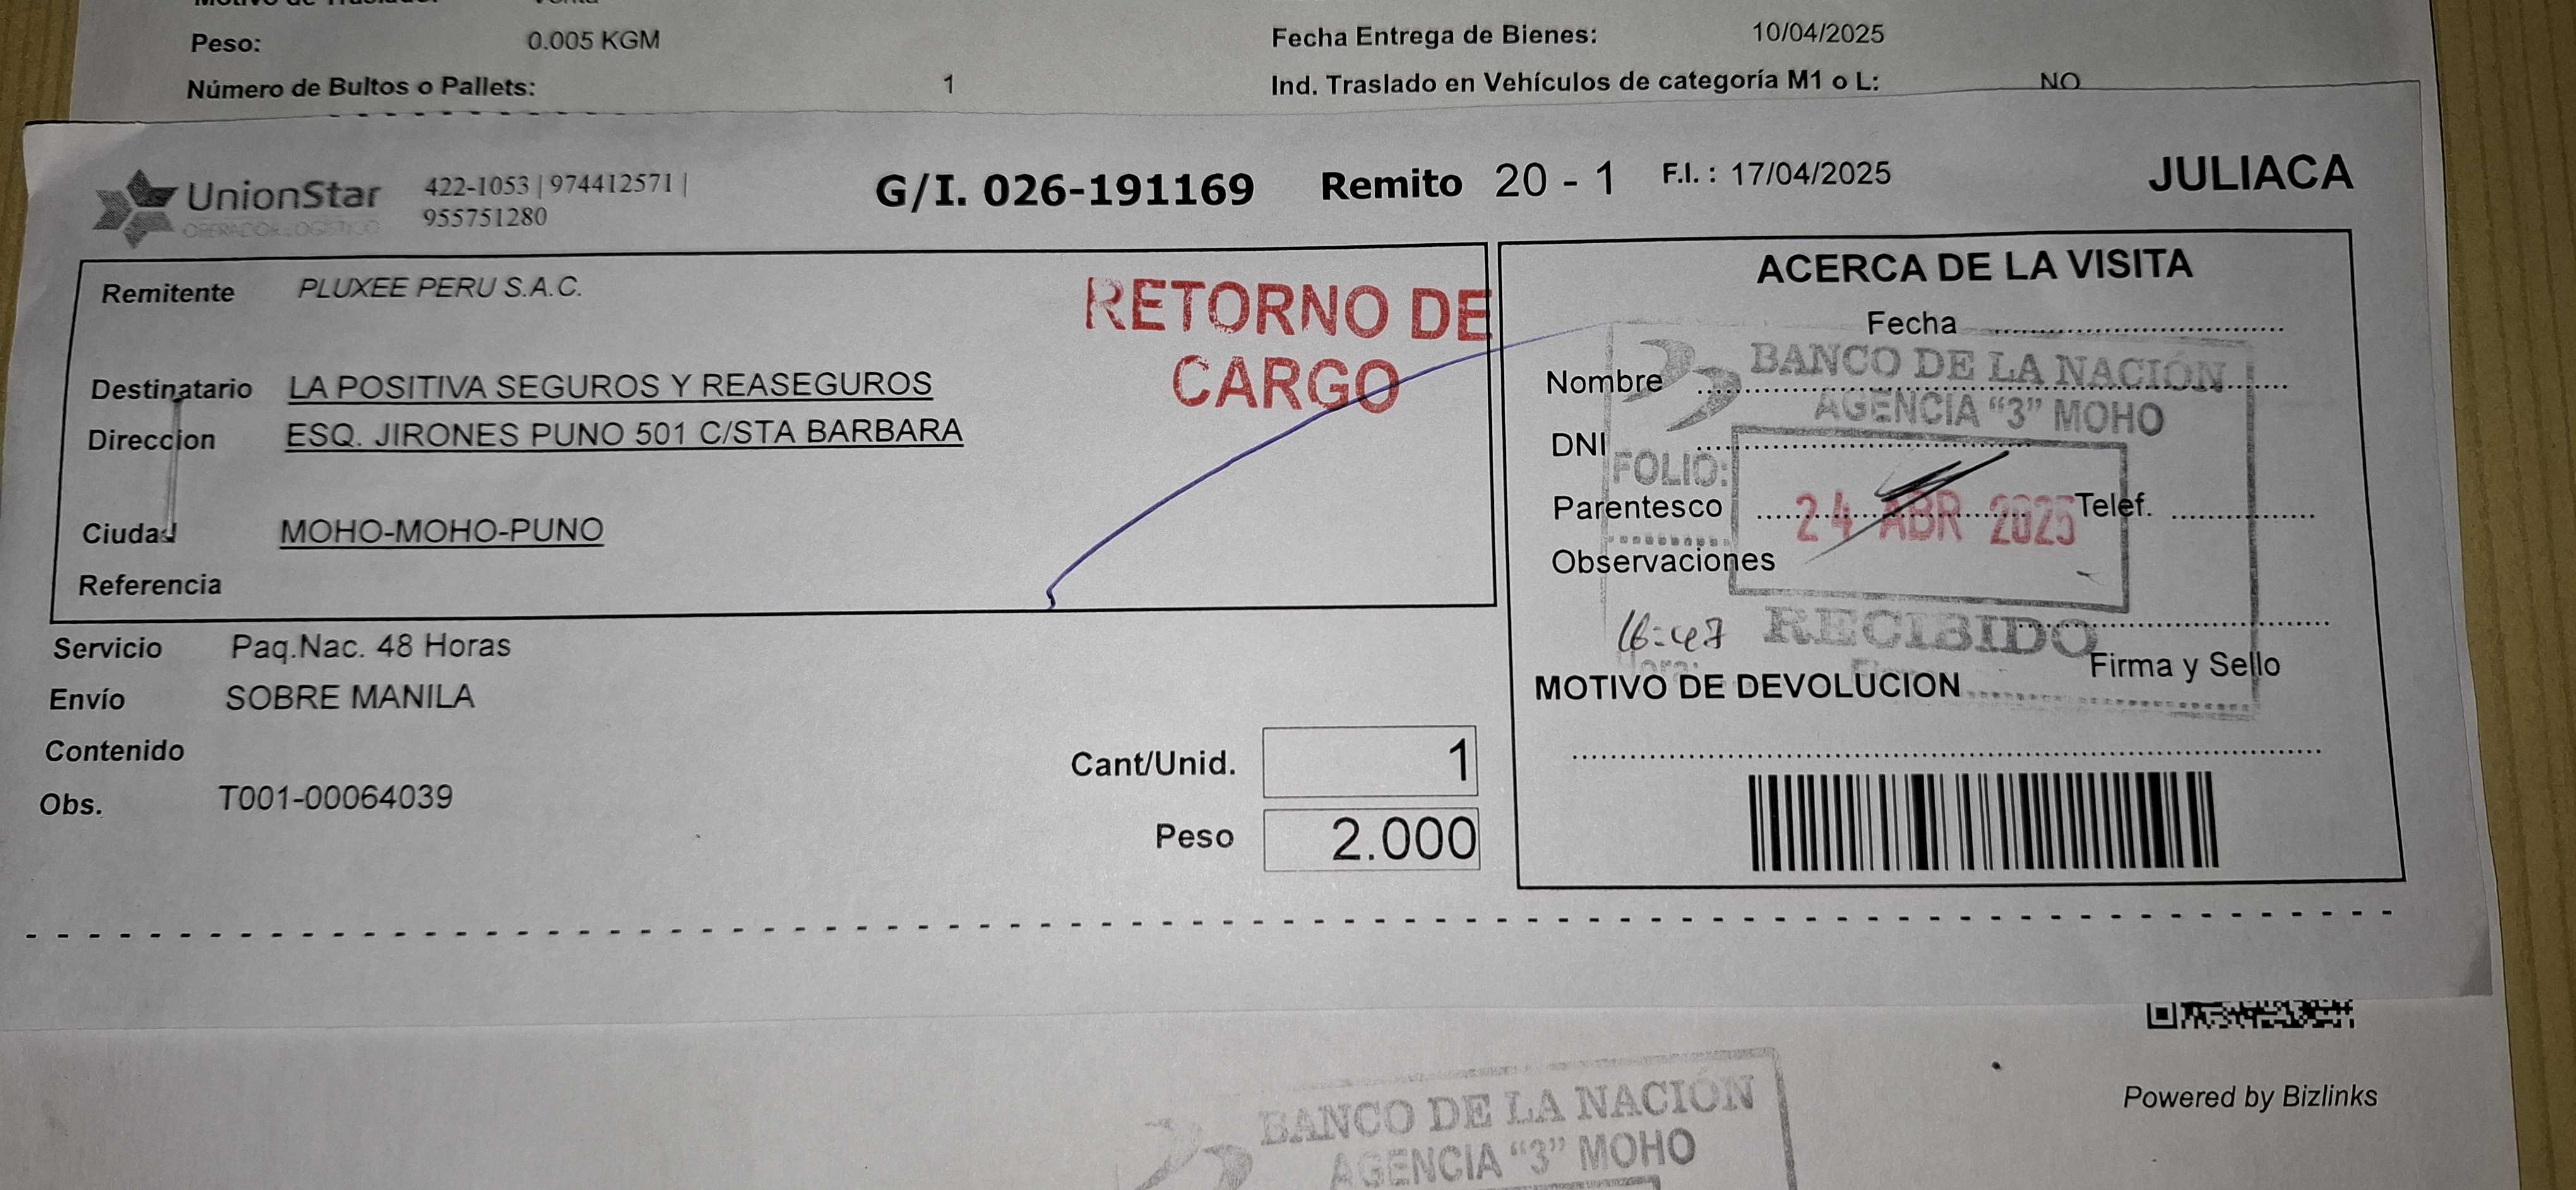 Peso: 0.005 KGM Fecha Entrega de Bienes: 10/04/2025
Número de Bultos o Pallets: 1 Ind. Traslado en Vehículos de categoría M1 o L: NO
UnionStar
OPERADOR LOGISTICO
422-1053 | 974412571 |
955751280
G/I. 026-191169 Remito 20 - 1 F.I. : 17/04/2025 JULIACA
Remitente PLUXEE PERU S.A.C.
RETORNO DE
CARGO
Destinatario LA POSITIVA SEGUROS Y REASEGUROS
Direccion ESQ. JIRONES PUNO 501 C/STA BARBARA
Ciudad MOHO-MOHO-PUNO
Referencia
Servicio Paq.Nac. 48 Horas
Envío SOBRE MANILA
Contenido
Obs. T001-00064039
Cant/Unid. 1
Peso 2.000
ACERCA DE LA VISITA
Fecha
Nombre
DNI
Parentesco
Telef.
Observaciones
Firma y Sello
MOTIVO DE DEVOLUCION
BANCO DE LA NACIÓN
AGENCIA “3” MOHO
FOLIO:
24 ABR 2025
RECIBIDO
16:47
Hora:
Powered by Bizlinks
BANCO DE LA NACIÓN
AGENCIA “3” MOHO